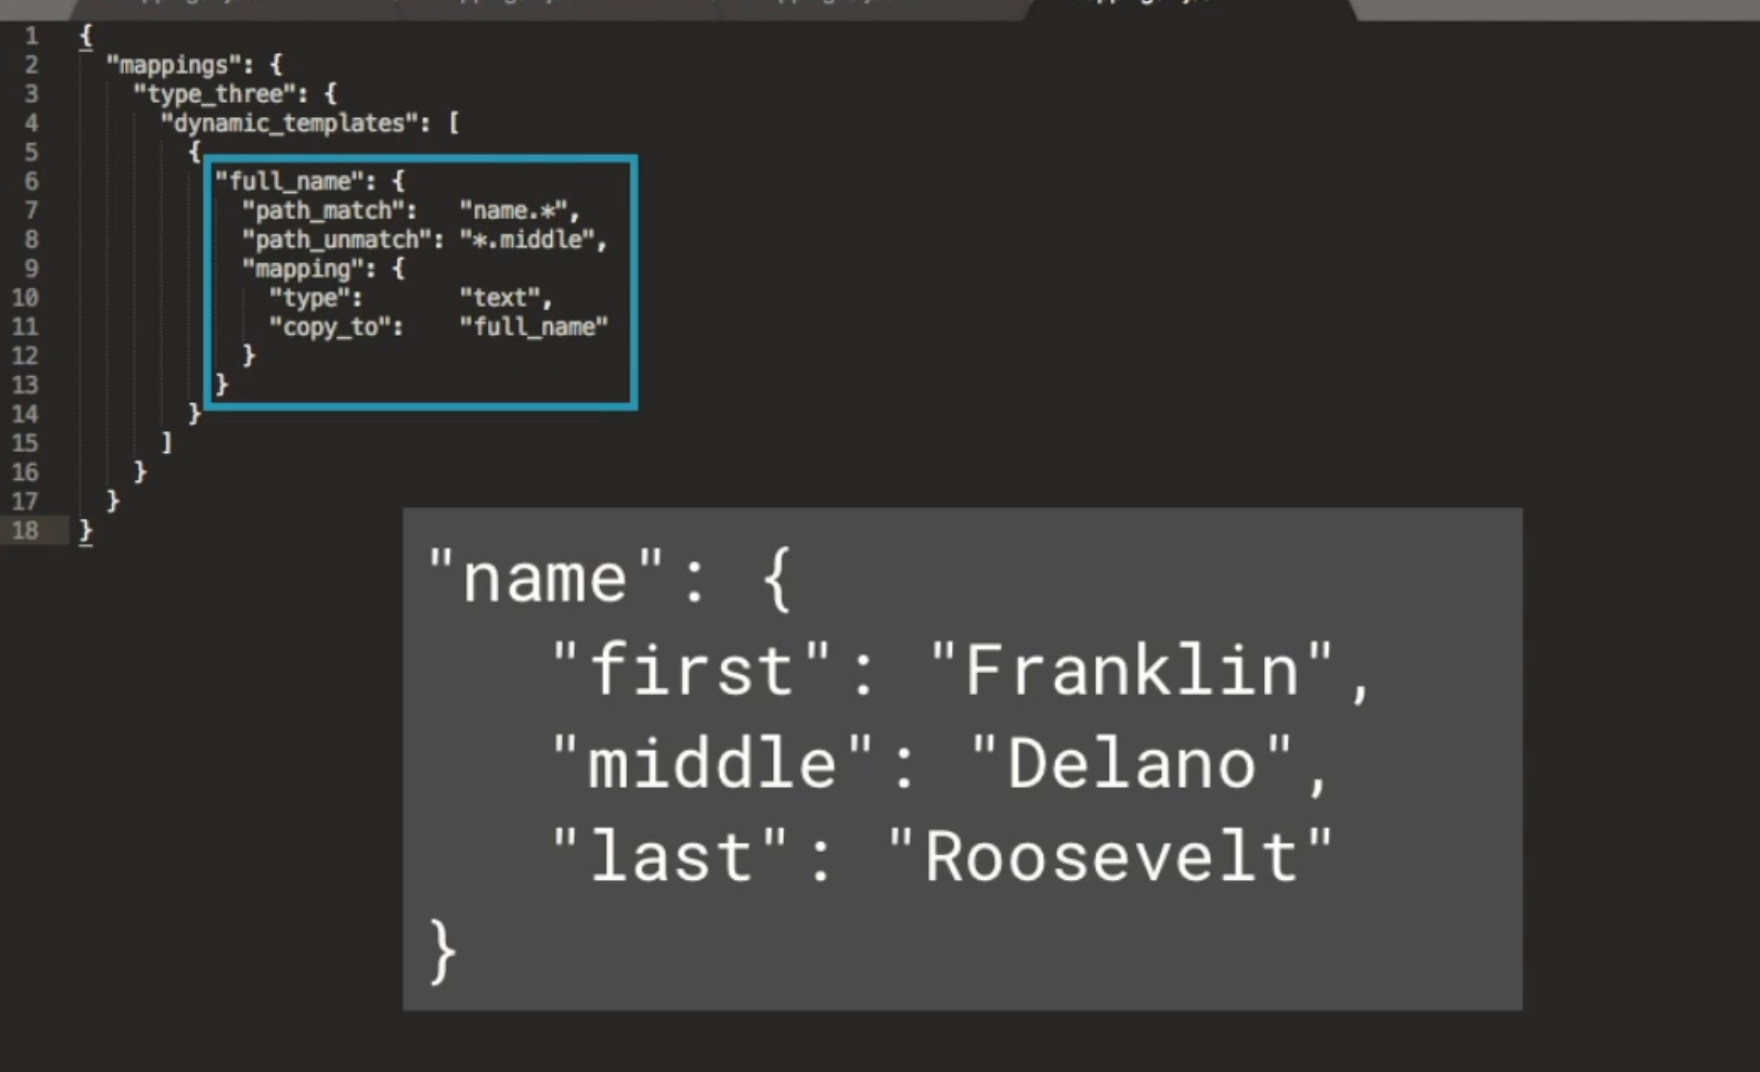 1 {
2 "mappings": {
3 "type_three": {
4 "dynamic_templates": [
5 {
6 "full_name": {
7 "path_match": "name.*",
8 "path_unmatch": "*.middle",
9 "mapping": {
10 "type": "text",
11 "copy_to": "full_name"
12 }
13 }
14 }
15 ]
16 }
17 }
18 }
"name": {
"first": "Franklin",
"middle": "Delano",
"last": "Roosevelt"
}